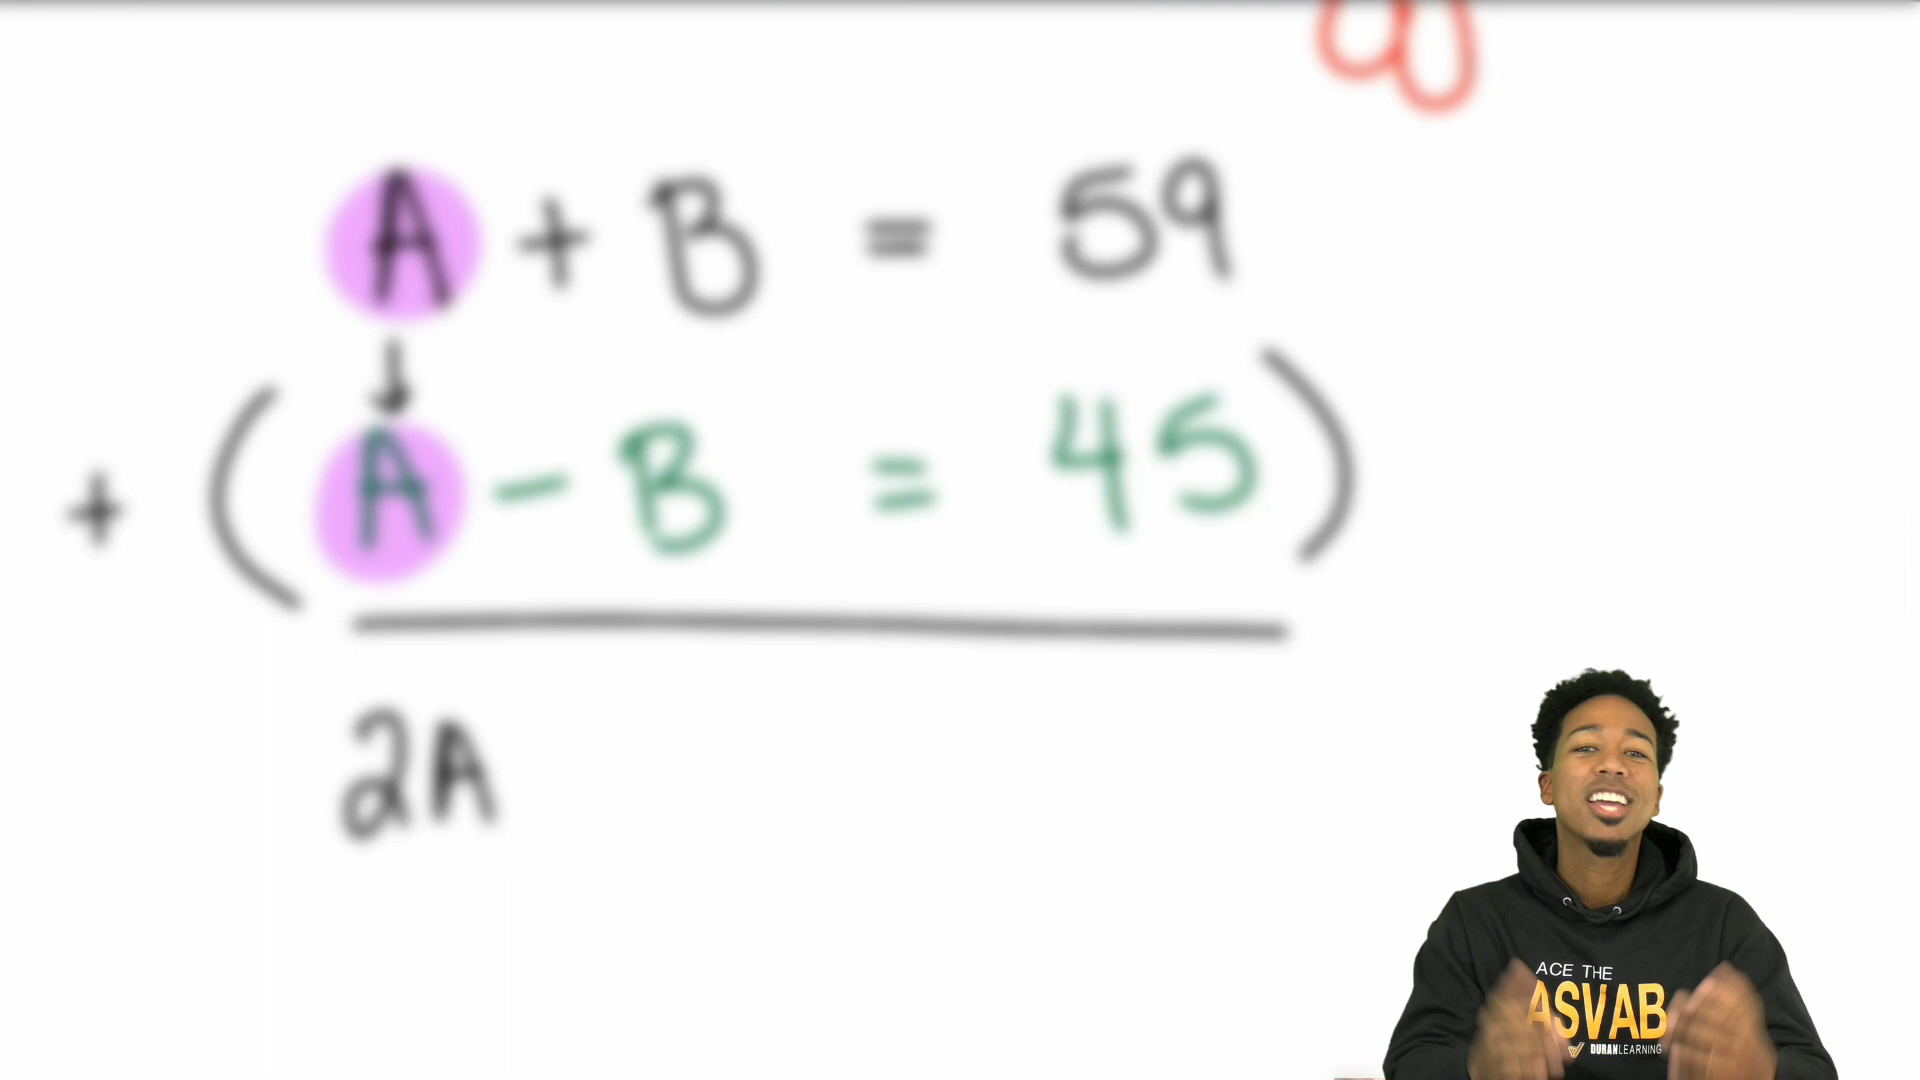 A + B = 59
+ ( A - B = 45 )
2A
ACE THE
ASVAB
DURANLEARNING